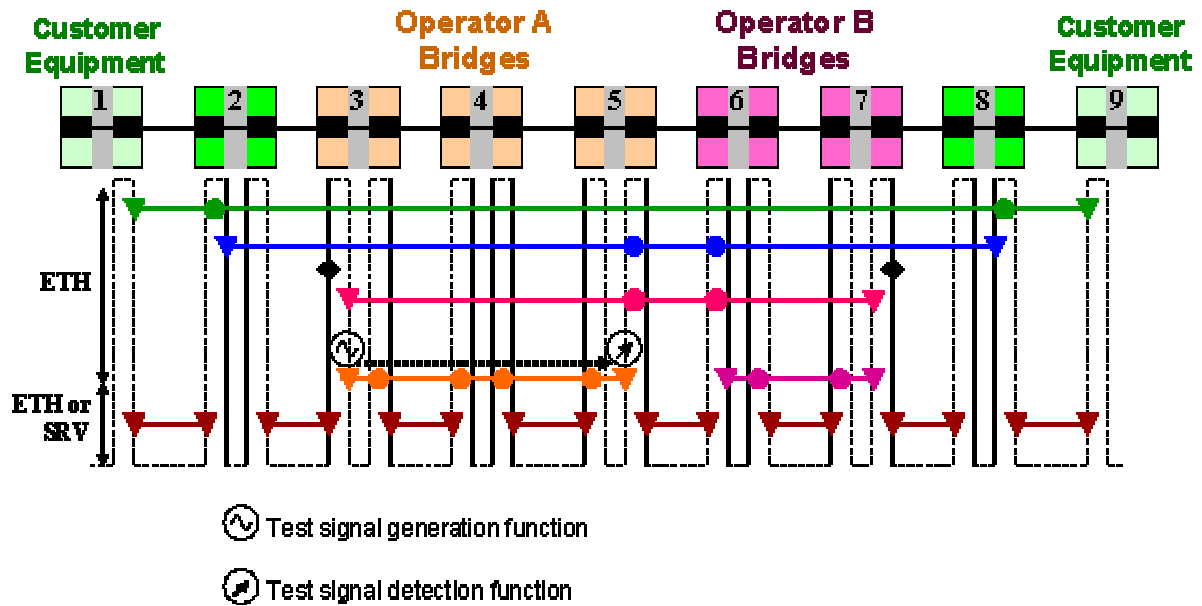 Customer
Equipment
Operator A
Bridges
Operator B
Bridges
Customer
Equipment
1
2
3
4
5
6
7
8
9
ETH
ETH or
SRV
Test signal generation function
Test signal detection function